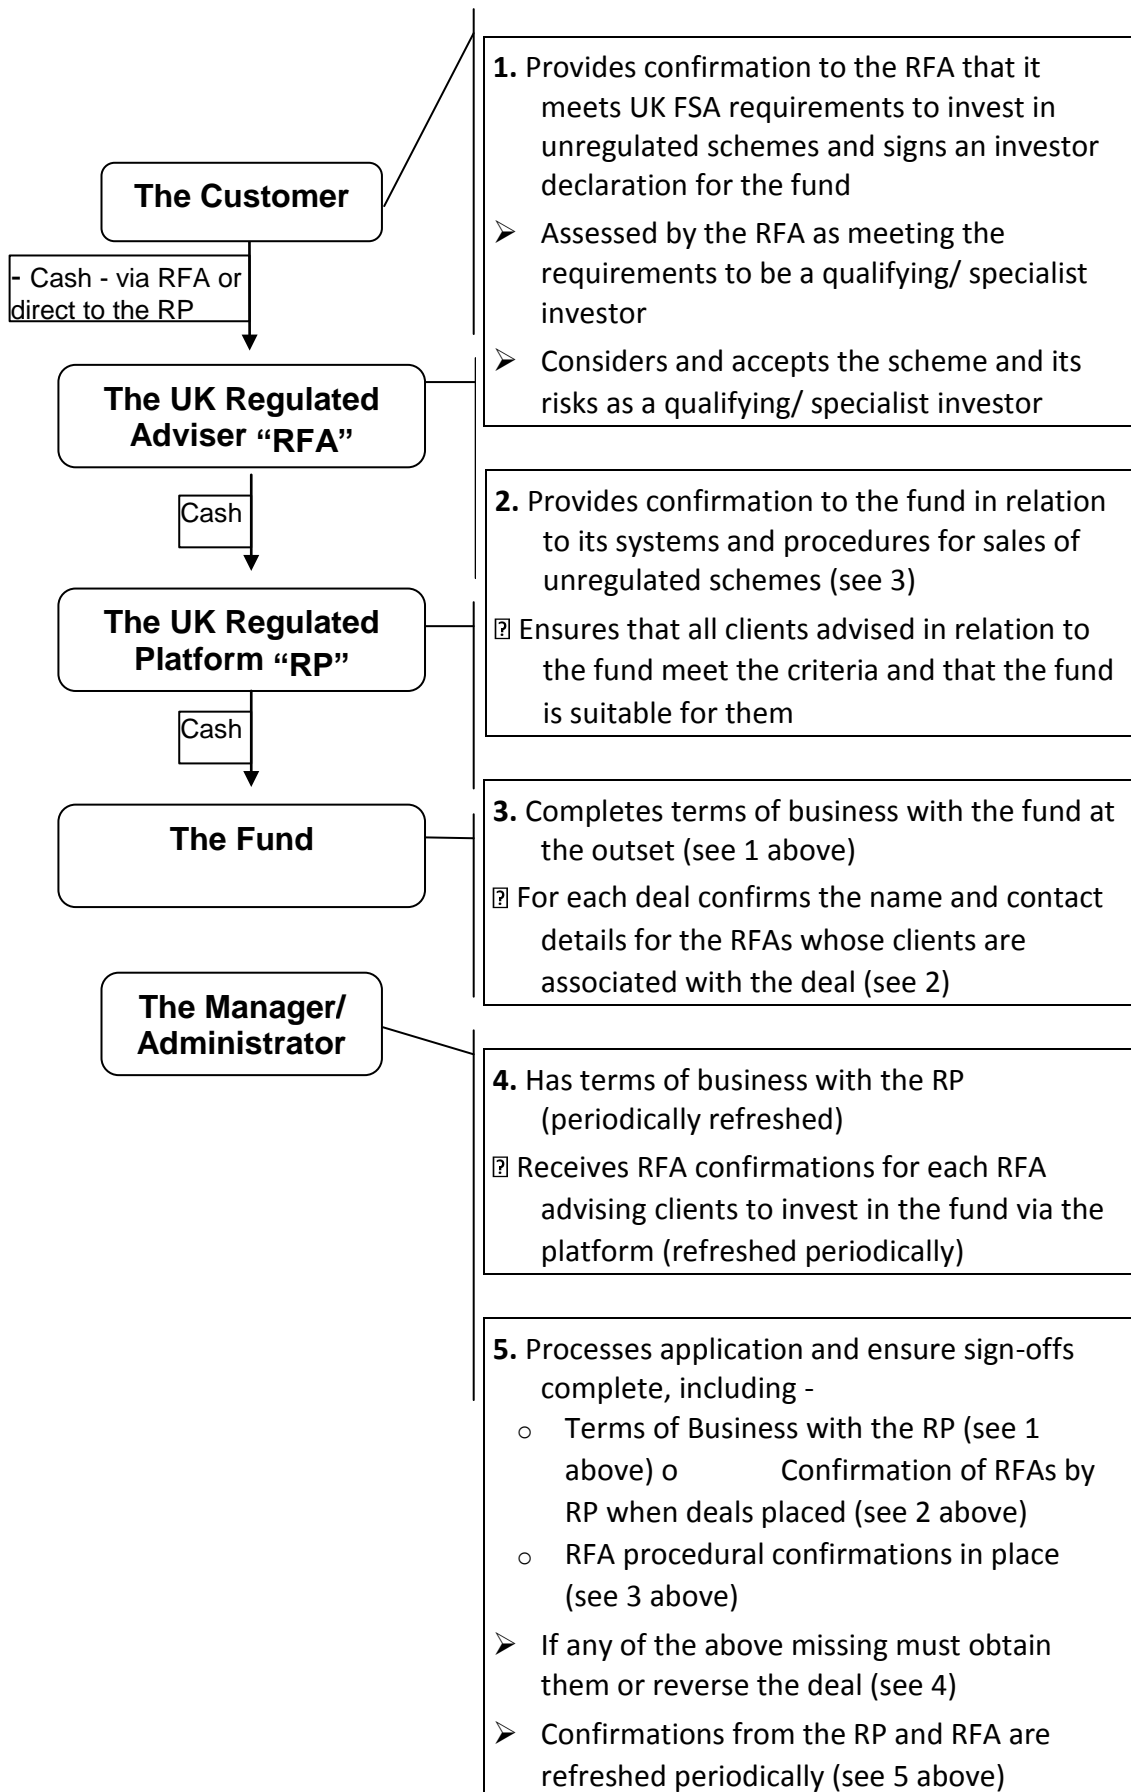 The Customer
- Cash - via RFA or
direct to the RP
The UK Regulated
Adviser “RFA”
Cash
The UK Regulated
Platform “RP”
Cash
The Fund
The Manager/
Administrator
1. Provides confirmation to the RFA that it
meets UK FSA requirements to invest in
unregulated schemes and signs an investor
declaration for the fund
➢ Assessed by the RFA as meeting the
requirements to be a qualifying/ specialist
investor
➢ Considers and accepts the scheme and its
risks as a qualifying/ specialist investor
2. Provides confirmation to the fund in relation
to its systems and procedures for sales of
unregulated schemes (see 3)
⍰ Ensures that all clients advised in relation to
the fund meet the criteria and that the fund
is suitable for them
3. Completes terms of business with the fund at
the outset (see 1 above)
⍰ For each deal confirms the name and contact
details for the RFAs whose clients are
associated with the deal (see 2)
4. Has terms of business with the RP
(periodically refreshed)
⍰ Receives RFA confirmations for each RFA
advising clients to invest in the fund via the
platform (refreshed periodically)
5. Processes application and ensure sign-offs
complete, including -
o Terms of Business with the RP (see 1
above) o Confirmation of RFAs by
RP when deals placed (see 2 above)
o RFA procedural confirmations in place
(see 3 above)
➢ If any of the above missing must obtain
them or reverse the deal (see 4)
➢ Confirmations from the RP and RFA are
refreshed periodically (see 5 above)